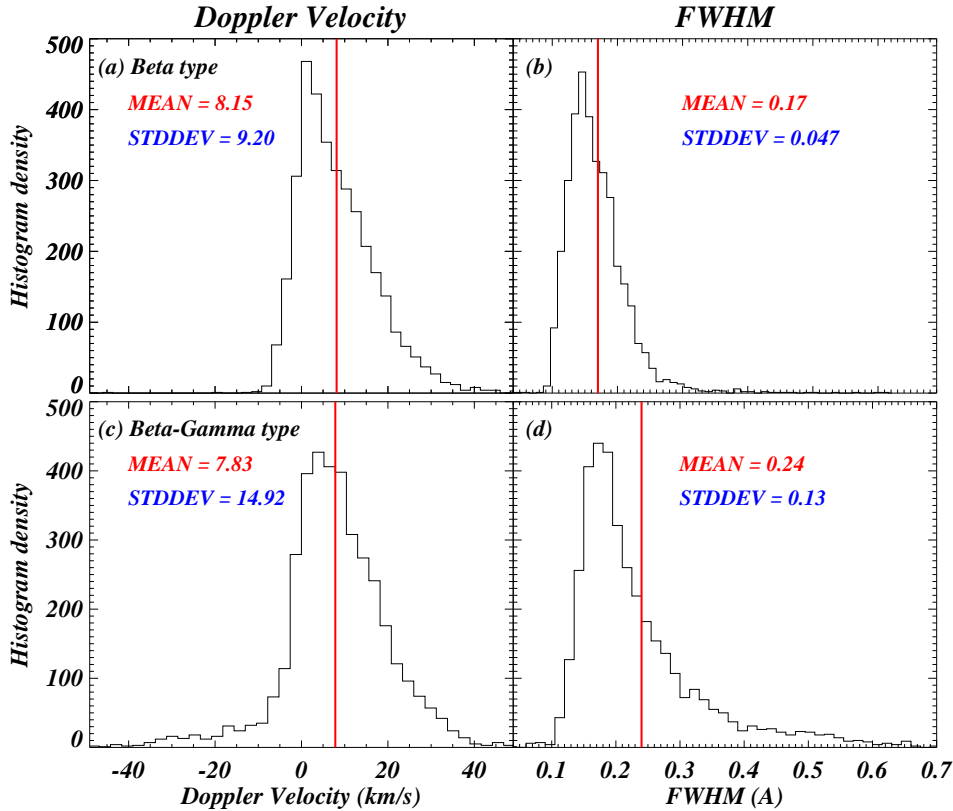 Doppler Velocity
FWHM
500
400
300
200
100
0
Histogram density
(a) Beta type
MEAN = 8.15
STDDEV = 9.20
(b)
MEAN = 0.17
STDDEV = 0.047
500
400
300
200
100
0
Histogram density
(c) Beta-Gamma type
MEAN = 7.83
STDDEV = 14.92
(d)
MEAN = 0.24
STDDEV = 0.13
-40 -20 0 20 40
Doppler Velocity (km/s)
0.1 0.2 0.3 0.4 0.5 0.6 0.7
FWHM (A)